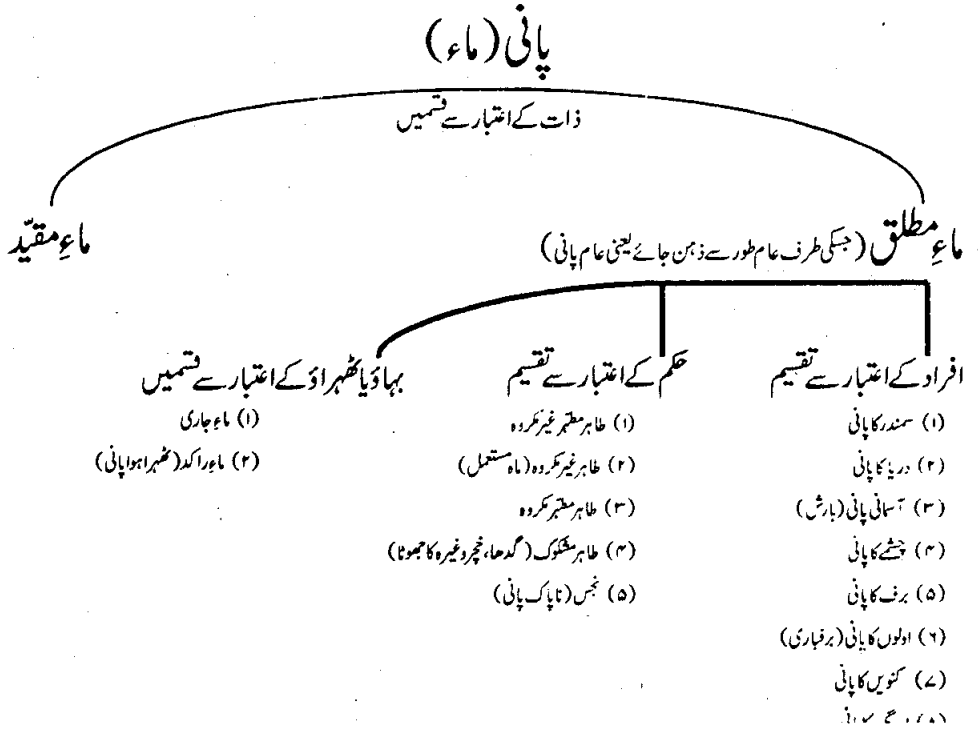 پانی (ماء)
ذات کے اعتبار سے قسمیں
ماءِ مطلق (جسکی طرف عام طور سے ذہن جائے یعنی عام پانی)
ماءِ مقیّد
افراد کے اعتبار سے تقسیم
(۱) سمندر کا پانی
(۲) دریا کا پانی
(۳) آسمانی پانی (بارش)
(۴) چشمے کا پانی
(۵) برف کا پانی
(۶) اولوں کا پانی (برفباری)
(۷) کنویں کا پانی
(۸)
حکم کے اعتبار سے تقسیم
(۱) طاہر مطہر غیر مکروہ
(۲) طاہر غیر مکروہ (ماء مستعمل)
(۳) طاہر مطہر مکروہ
(۴) طاہر مشکوک (گدھا، خچر وغیرہ کا جھوٹا)
(۵) نجس (ناپاک پانی)
بہاؤ یا ٹھہراؤ کے اعتبار سے قسمیں
(۱) ماءِ جاری
(۲) ماءِ راکد (ٹھہرا ہوا پانی)